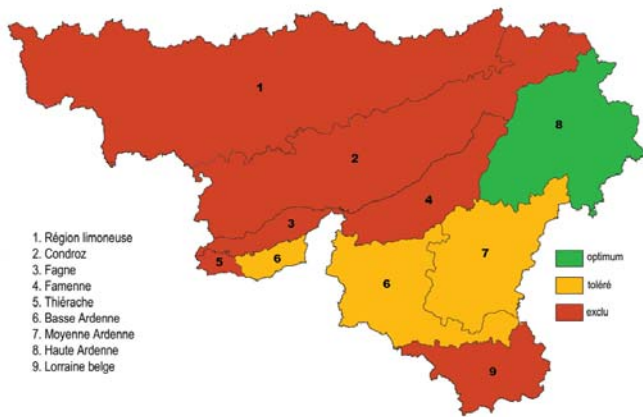 1
2
3
4
5
6
6
7
8
9
1. Région limoneuse
2. Condroz
3. Fagne
4. Famenne
5. Thiérache
6. Basse Ardenne
7. Moyenne Ardenne
8. Haute Ardenne
9. Lorraine belge
optimum
toléré
exclu